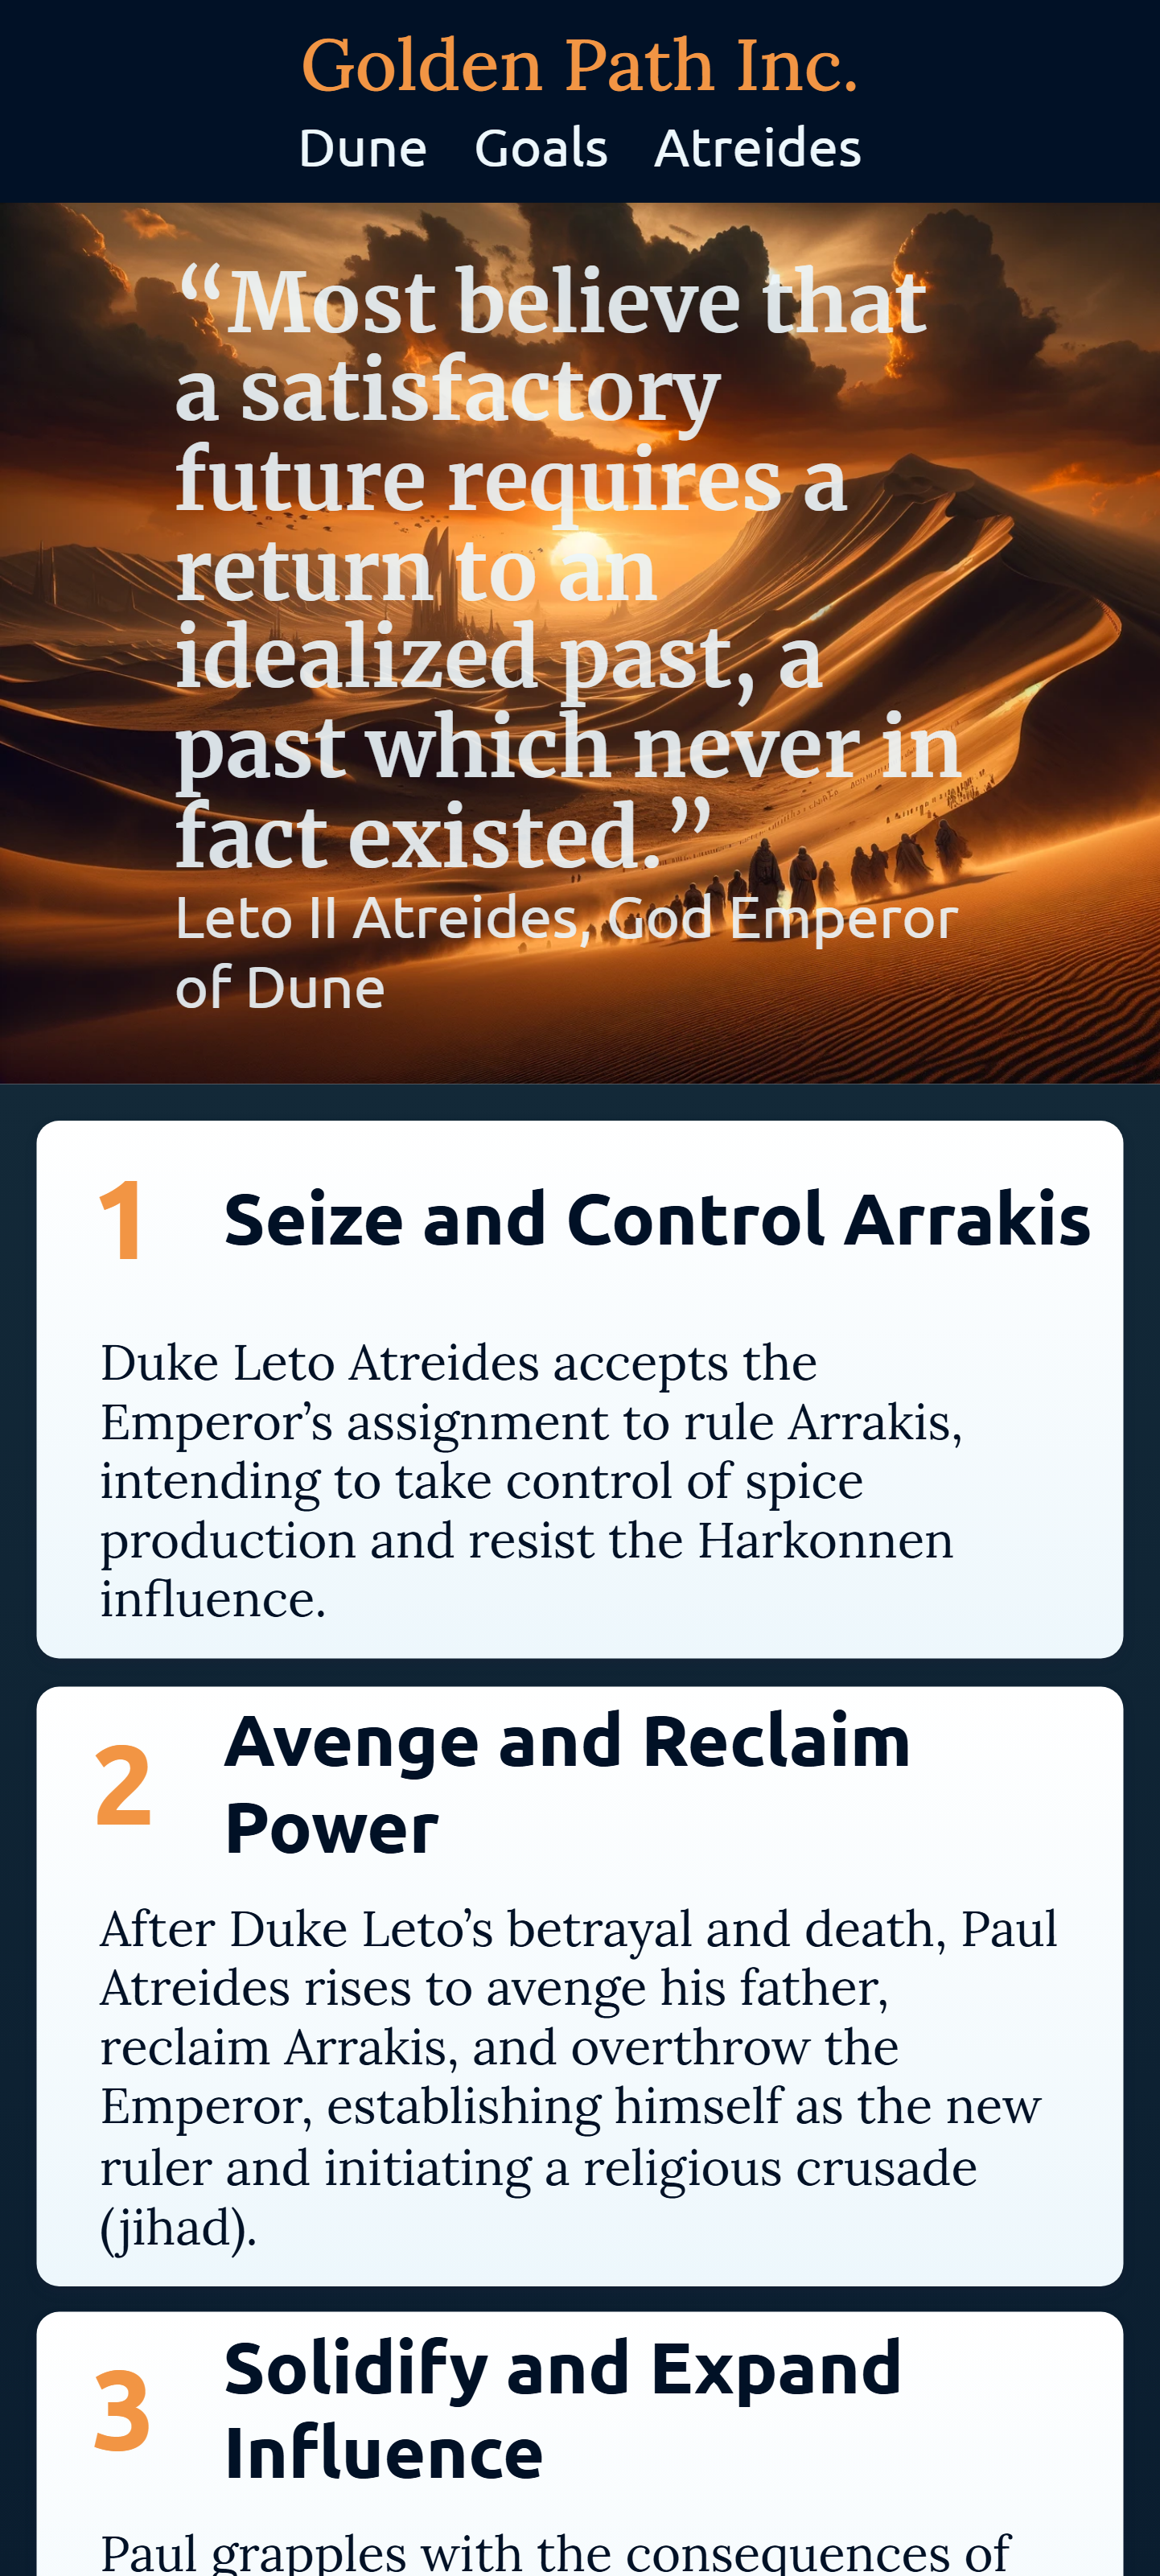 Golden Path Inc.
Dune Goals Atreides
“Most believe that
a satisfactory
future requires a
return to an
idealized past, a
past which never in
fact existed.”
Leto II Atreides, God Emperor
of Dune
1 Seize and Control Arrakis
Duke Leto Atreides accepts the
Emperor’s assignment to rule Arrakis,
intending to take control of spice
production and resist the Harkonnen
influence.
2 Avenge and Reclaim
Power
After Duke Leto’s betrayal and death, Paul
Atreides rises to avenge his father,
reclaim Arrakis, and overthrow the
Emperor, establishing himself as the new
ruler and initiating a religious crusade
(jihad).
3 Solidify and Expand
Influence
Paul grapples with the consequences of